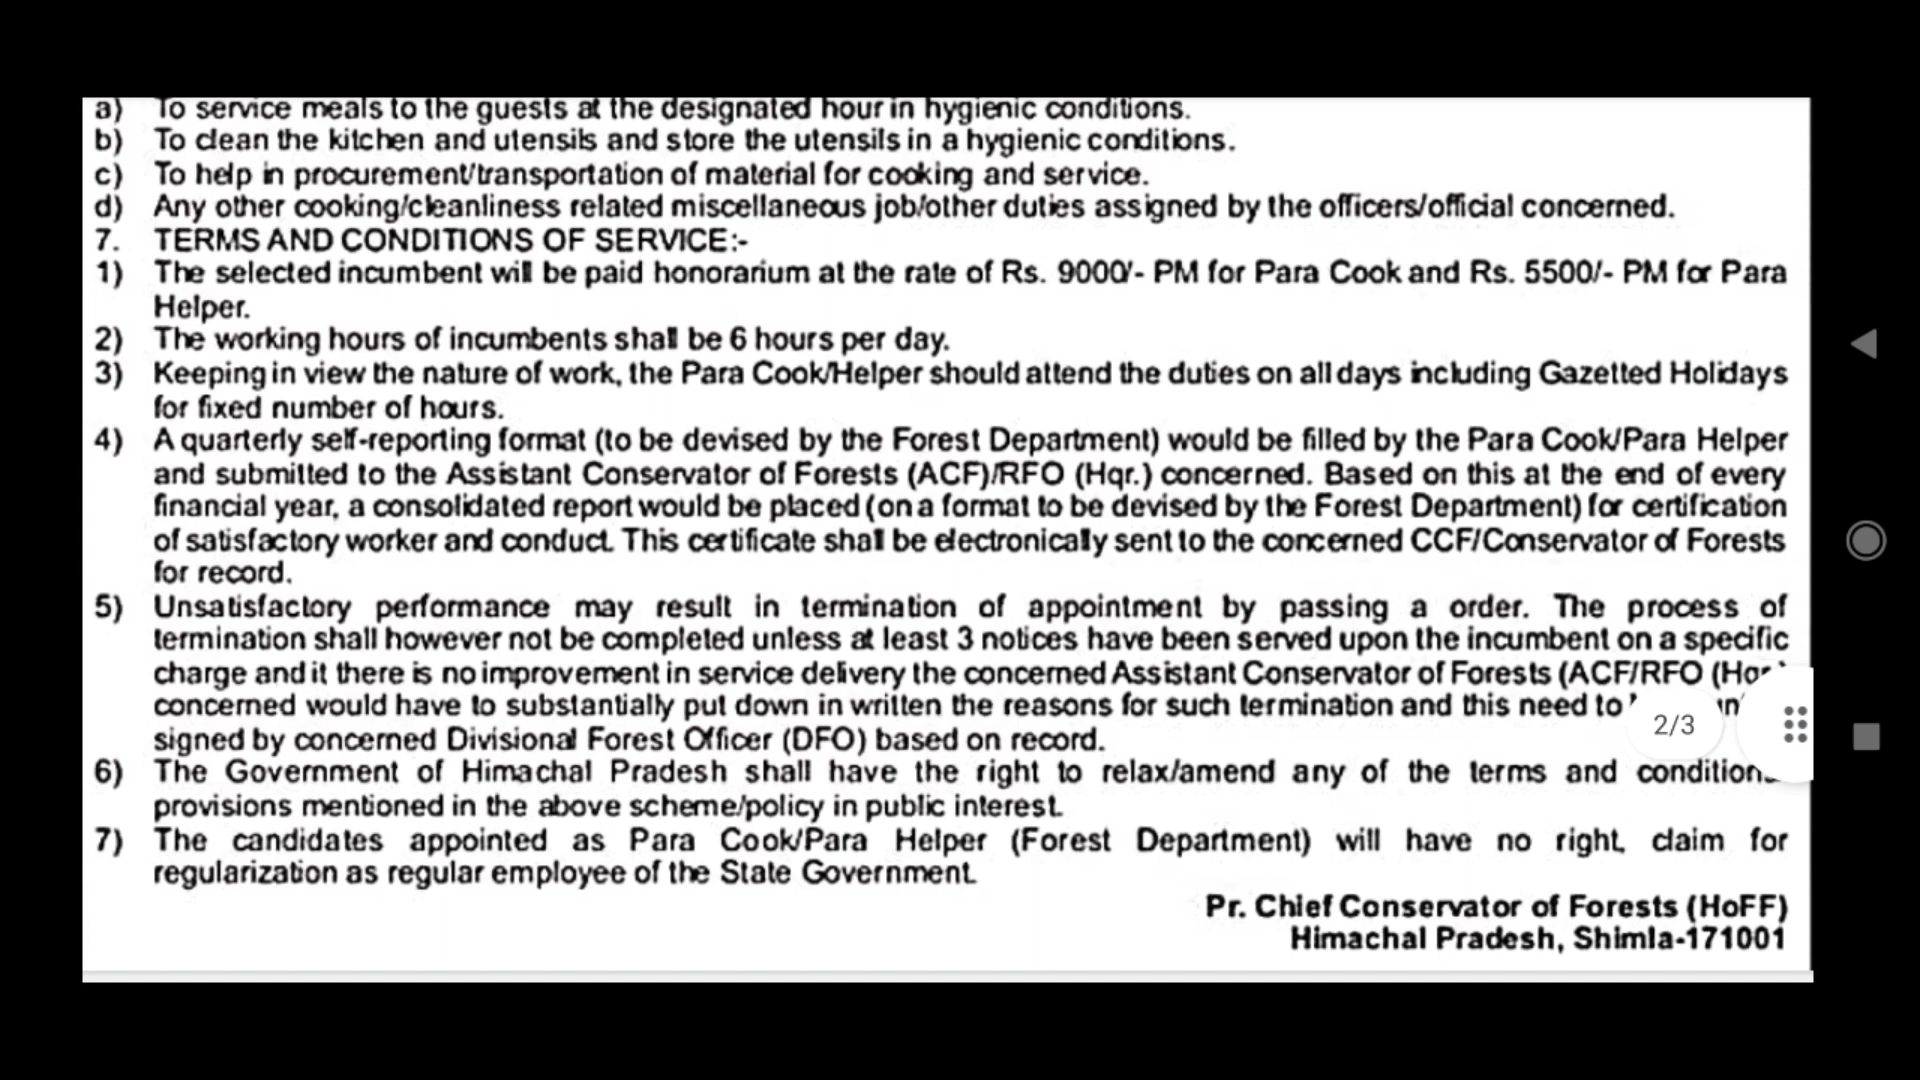 a) To service meals to the guests at the designated hour in hygienic conditions.
b) To clean the kitchen and utensils and store the utensils in a hygienic conditions.
c) To help in procurement/transportation of material for cooking and service.
d) Any other cooking/cleanliness related miscellaneous job/other duties assigned by the officers/official concerned.
7. TERMS AND CONDITIONS OF SERVICE:-
1) The selected incumbent will be paid honorarium at the rate of Rs. 9000/- PM for Para Cook and Rs. 5500/- PM for Para
Helper.
2) The working hours of incumbents shall be 6 hours per day.
3) Keeping in view the nature of work, the Para Cook/Helper should attend the duties on all days including Gazetted Holidays
for fixed number of hours.
4) A quarterly self-reporting format (to be devised by the Forest Department) would be filled by the Para Cook/Para Helper
and submitted to the Assistant Conservator of Forests (ACF)/RFO (Hqr.) concerned. Based on this at the end of every
financial year, a consolidated report would be placed (on a format to be devised by the Forest Department) for certification
of satisfactory worker and conduct. This certificate shall be electronically sent to the concerned CCF/Conservator of Forests
for record.
5) Unsatisfactory performance may result in termination of appointment by passing a order. The process of
termination shall however not be completed unless at least 3 notices have been served upon the incumbent on a specific
charge and it there is no improvement in service delivery the concerned Assistant Conservator of Forests (ACF/RFO (Hqr.)
concerned would have to substantially put down in written the reasons for such termination and this need to
signed by concerned Divisional Forest Officer (DFO) based on record.
6) The Government of Himachal Pradesh shall have the right to relax/amend any of the terms and conditions
provisions mentioned in the above scheme/policy in public interest.
7) The candidates appointed as Para Cook/Para Helper (Forest Department) will have no right, claim for
regularization as regular employee of the State Government.
Pr. Chief Conservator of Forests (HoFF)
Himachal Pradesh, Shimla-171001
2/3